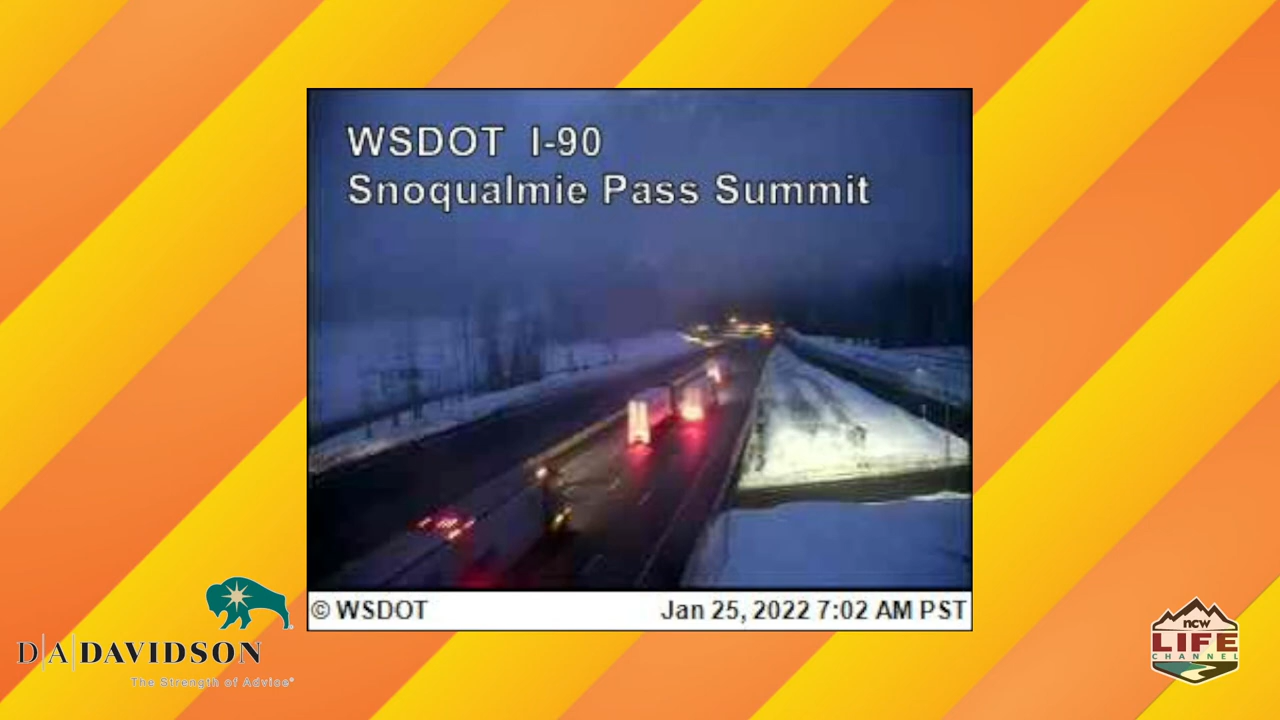 WSDOT I-90
Snoqualmie Pass Summit
© WSDOT Jan 25, 2022 7:02 AM PST
D|A|DAVIDSON
The Strength of Advice®
ncw
LIFE
CHANNEL